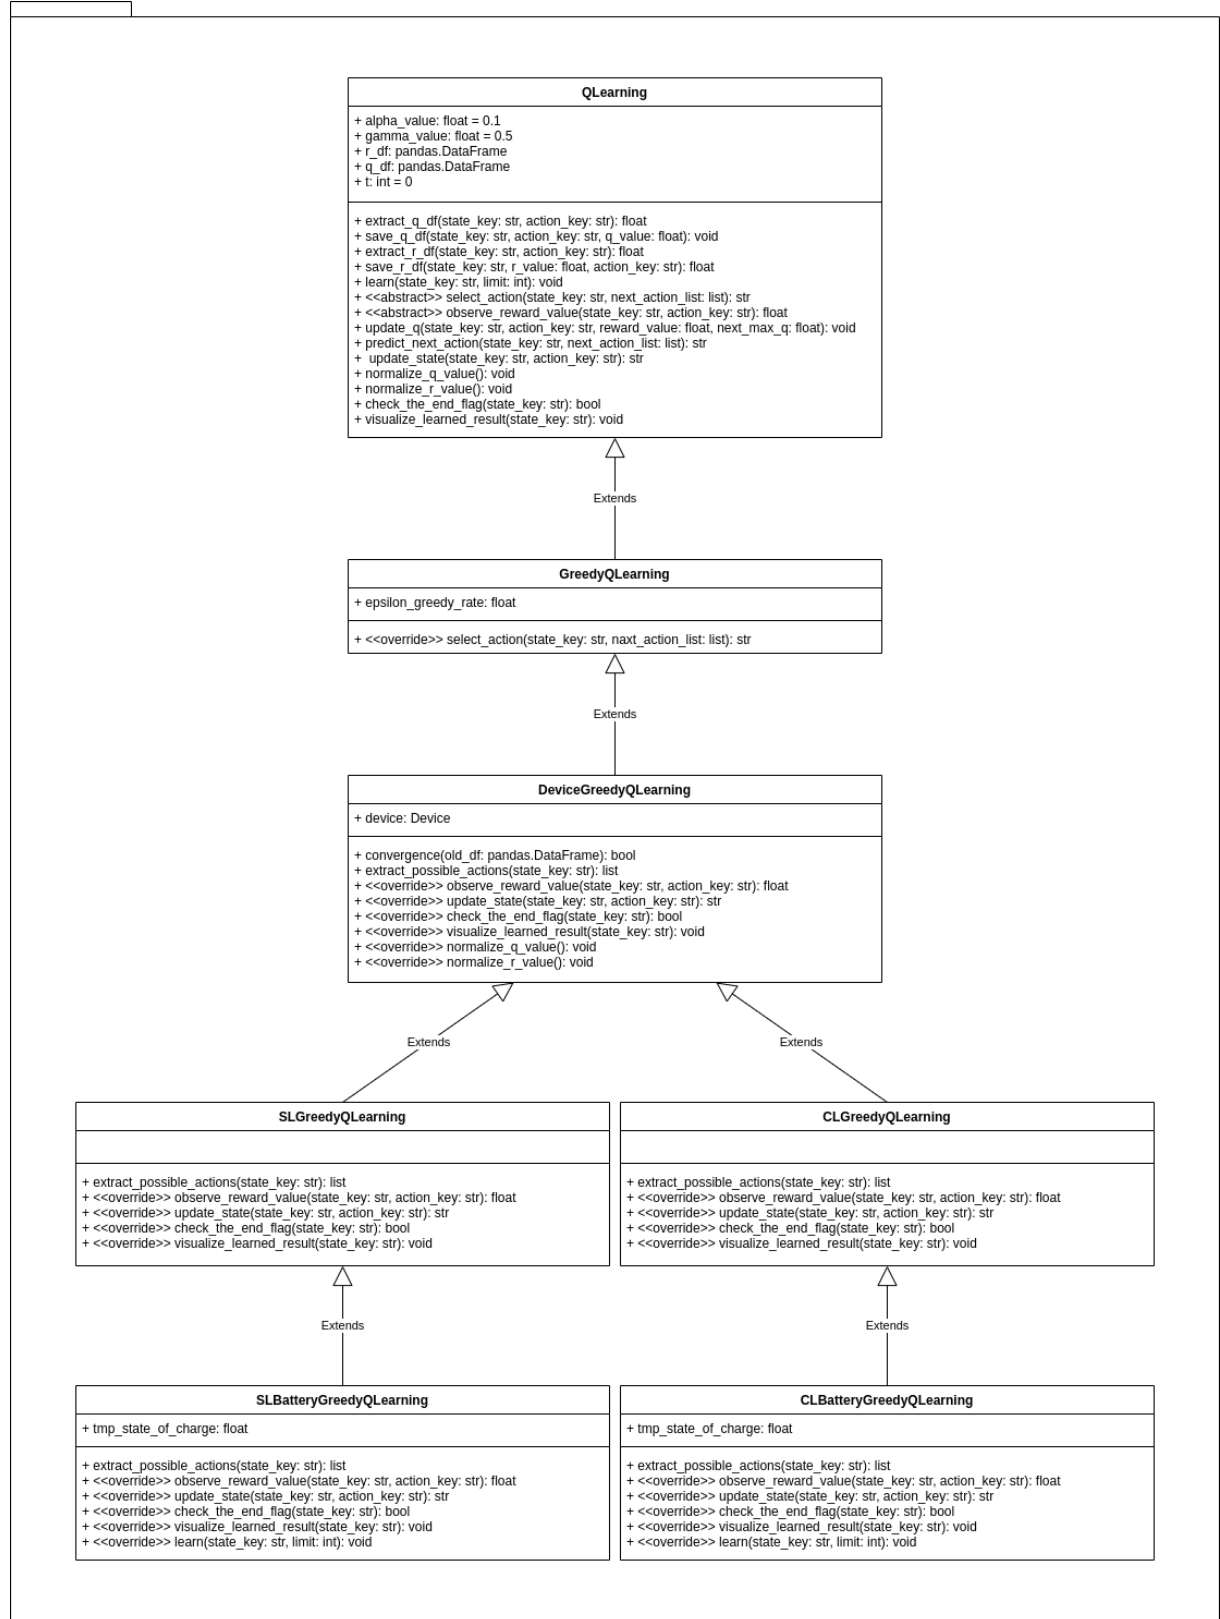 QLearning
+ alpha_value: float = 0.1
+ gamma_value: float = 0.5
+ r_df: pandas.DataFrame
+ q_df: pandas.DataFrame
+ t: int = 0
+ extract_q_df(state_key: str, action_key: str): float
+ save_q_df(state_key: str, action_key: str, q_value: float): void
+ extract_r_df(state_key: str, action_key: str): float
+ save_r_df(state_key: str, r_value: float, action_key: str): float
+ learn(state_key: str, limit: int): void
+ <<abstract>> select_action(state_key: str, next_action_list: list): str
+ <<abstract>> observe_reward_value(state_key: str, action_key: str): float
+ update_q(state_key: str, action_key: str, reward_value: float, next_max_q: float): void
+ predict_next_action(state_key: str, next_action_list: list): str
+  update_state(state_key: str, action_key: str): str
+ normalize_q_value(): void
+ normalize_r_value(): void
+ check_the_end_flag(state_key: str): bool
+ visualize_learned_result(state_key: str): void
Extends
GreedyQLearning
+ epsilon_greedy_rate: float
+ <<override>> select_action(state_key: str, naxt_action_list: list): str
Extends
DeviceGreedyQLearning
+ device: Device
+ convergence(old_df: pandas.DataFrame): bool
+ extract_possible_actions(state_key: str): list
+ <<override>> observe_reward_value(state_key: str, action_key: str): float
+ <<override>> update_state(state_key: str, action_key: str): str
+ <<override>> check_the_end_flag(state_key: str): bool
+ <<override>> visualize_learned_result(state_key: str): void
+ <<override>> normalize_q_value(): void
+ <<override>> normalize_r_value(): void
Extends
Extends
SLGreedyQLearning
+ extract_possible_actions(state_key: str): list
+ <<override>> observe_reward_value(state_key: str, action_key: str): float
+ <<override>> update_state(state_key: str, action_key: str): str
+ <<override>> check_the_end_flag(state_key: str): bool
+ <<override>> visualize_learned_result(state_key: str): void
CLGreedyQLearning
+ extract_possible_actions(state_key: str): list
+ <<override>> observe_reward_value(state_key: str, action_key: str): float
+ <<override>> update_state(state_key: str, action_key: str): str
+ <<override>> check_the_end_flag(state_key: str): bool
+ <<override>> visualize_learned_result(state_key: str): void
Extends
Extends
SLBatteryGreedyQLearning
+ tmp_state_of_charge: float
+ extract_possible_actions(state_key: str): list
+ <<override>> observe_reward_value(state_key: str, action_key: str): float
+ <<override>> update_state(state_key: str, action_key: str): str
+ <<override>> check_the_end_flag(state_key: str): bool
+ <<override>> visualize_learned_result(state_key: str): void
+ <<override>> learn(state_key: str, limit: int): void
CLBatteryGreedyQLearning
+ tmp_state_of_charge: float
+ extract_possible_actions(state_key: str): list
+ <<override>> observe_reward_value(state_key: str, action_key: str): float
+ <<override>> update_state(state_key: str, action_key: str): str
+ <<override>> check_the_end_flag(state_key: str): bool
+ <<override>> visualize_learned_result(state_key: str): void
+ <<override>> learn(state_key: str, limit: int): void